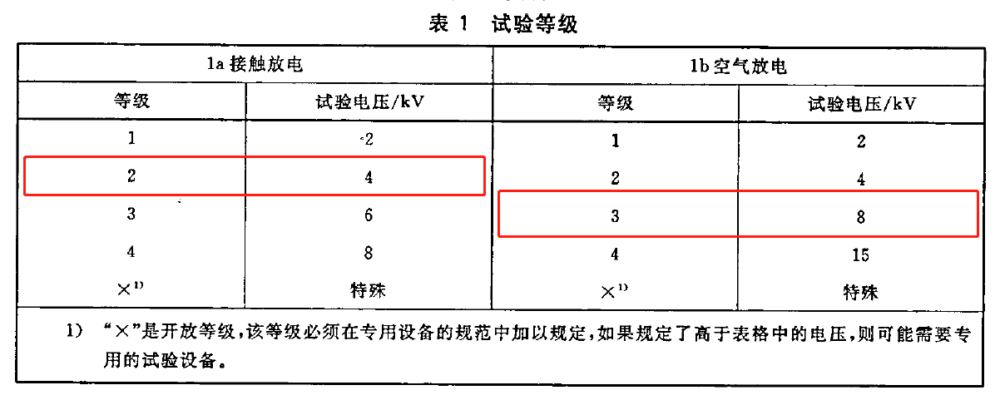 表 1 试验等级
1a 接触放电 1b 空气放电
等级 试验电压/kV 等级 试验电压/kV
1 2 1 2
2 4 2 4
3 6 3 8
4 8 4 15
×1) 特殊 ×1) 特殊
1) “×”是开放等级,该等级必须在专用设备的规范中加以规定,如果规定了高于表格中的电压,则可能需要专
用的试验设备。